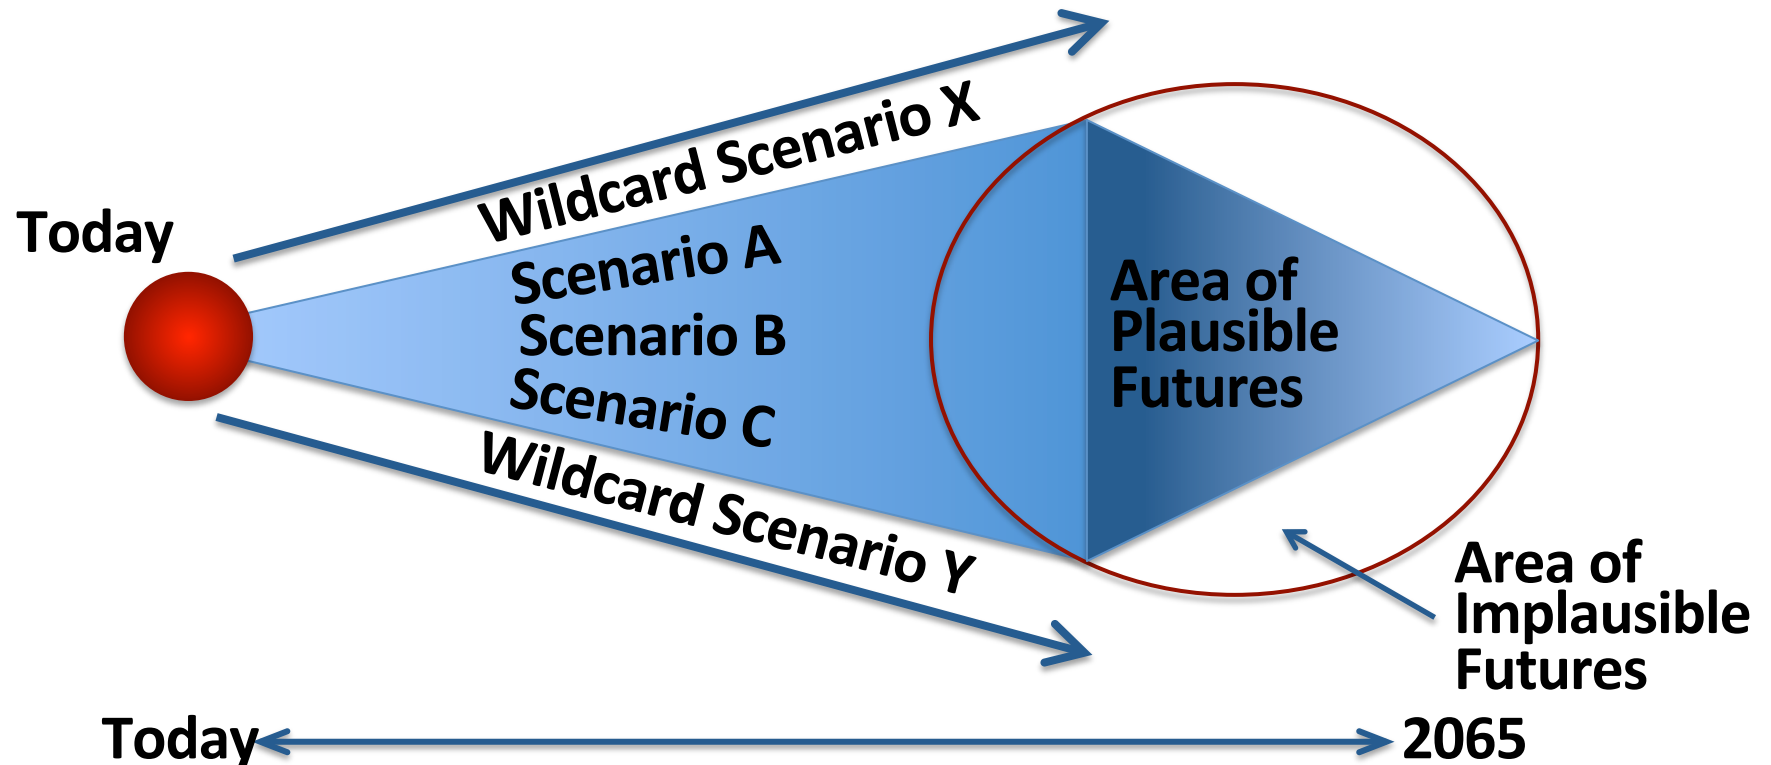 Today
Wildcard Scenario X
Scenario A
Scenario B
Scenario C
Wildcard Scenario Y
Area of
Plausible
Futures
Area of
Implausible
Futures
Today
2065